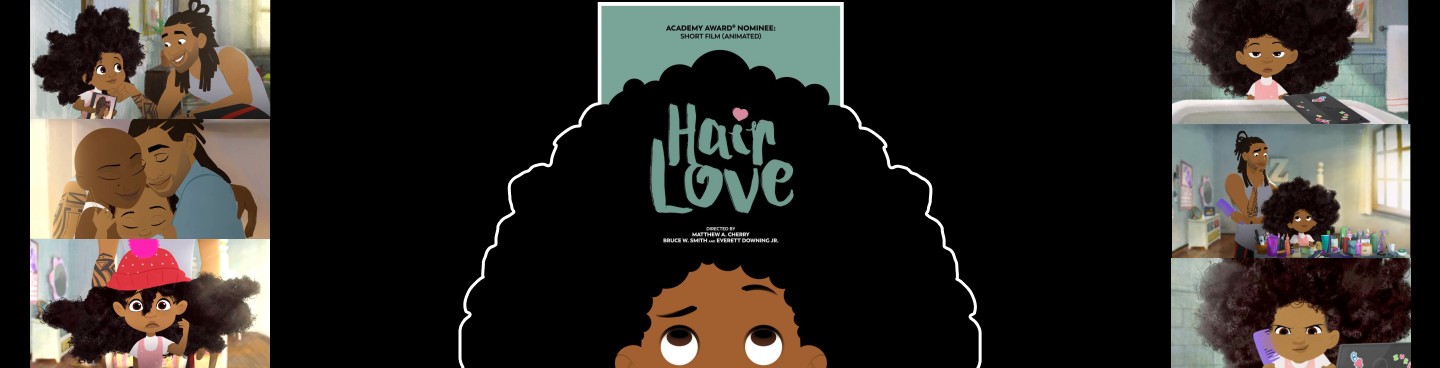 ACADEMY AWARD® NOMINEE:
SHORT FILM (ANIMATED)
Hair
Love
DIRECTED BY
MATTHEW A. CHERRY
BRUCE W. SMITH AND EVERETT DOWNING JR.